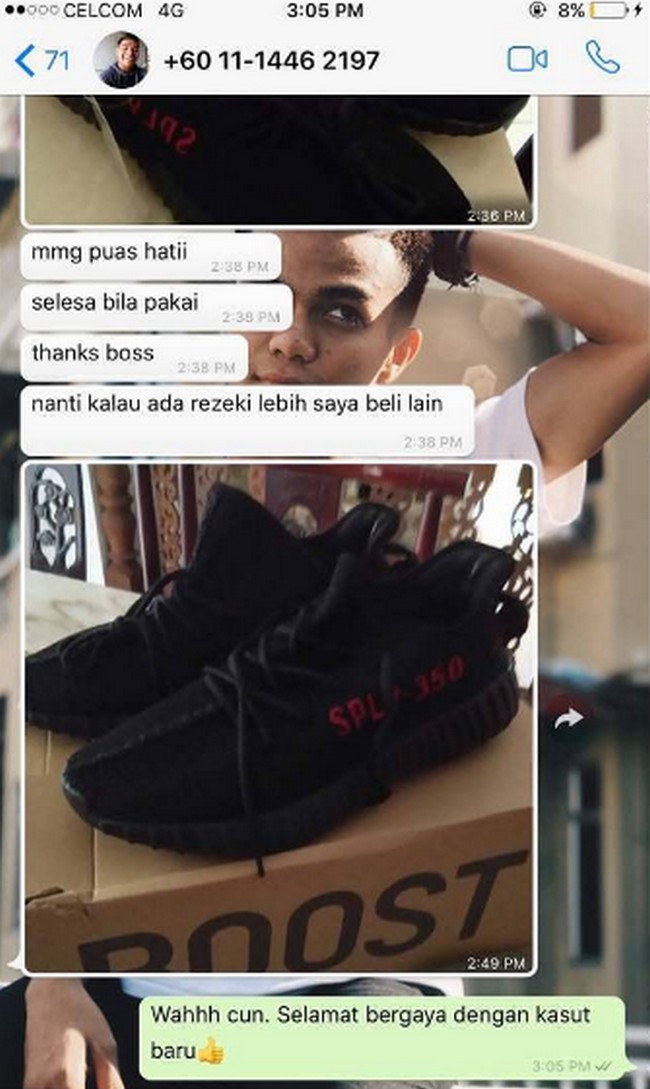 CELCOM 4G 3:05 PM 8%
71 +60 11-1446 2197
2:36 PM
mmg puas hatii
2:38 PM
selesa bila pakai
2:38 PM
thanks boss
2:38 PM
nanti kalau ada rezeki lebih saya beli lain
2:38 PM
SPLY-350
BOOST
2:49 PM
Wahhh cun. Selamat bergaya dengan kasut
baru👍
3:05 PM